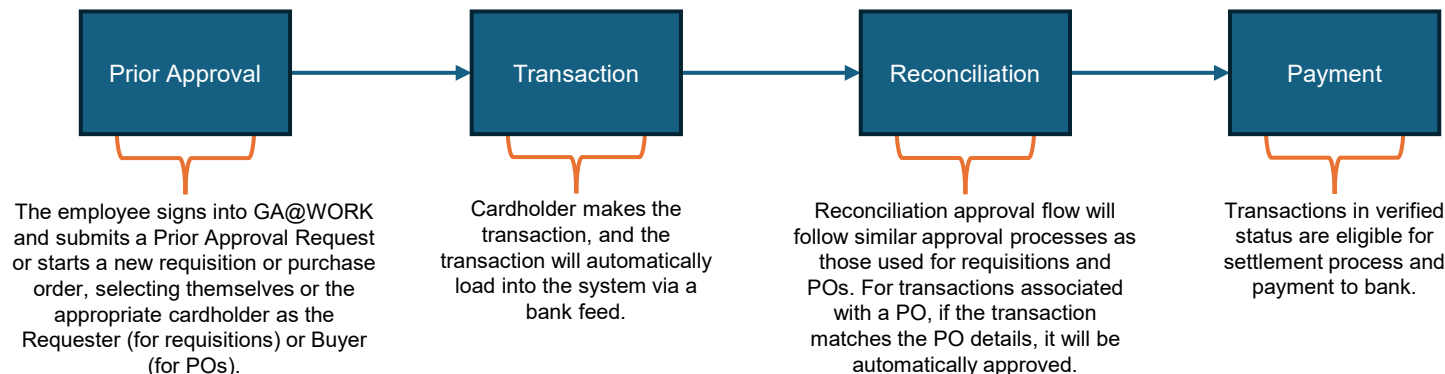 Prior Approval
Transaction
Reconciliation
Payment
The employee signs into GA@WORK
and submits a Prior Approval Request
or starts a new requisition or purchase
order, selecting themselves or the
appropriate cardholder as the
Requester (for requisitions) or Buyer
(for POs).
Cardholder makes the
transaction, and the
transaction will automatically
load into the system via a
bank feed.
Reconciliation approval flow will
follow similar approval processes as
those used for requisitions and
POs. For transactions associated
with a PO, if the transaction
matches the PO details, it will be
automatically approved.
Transactions in verified
status are eligible for
settlement process and
payment to bank.